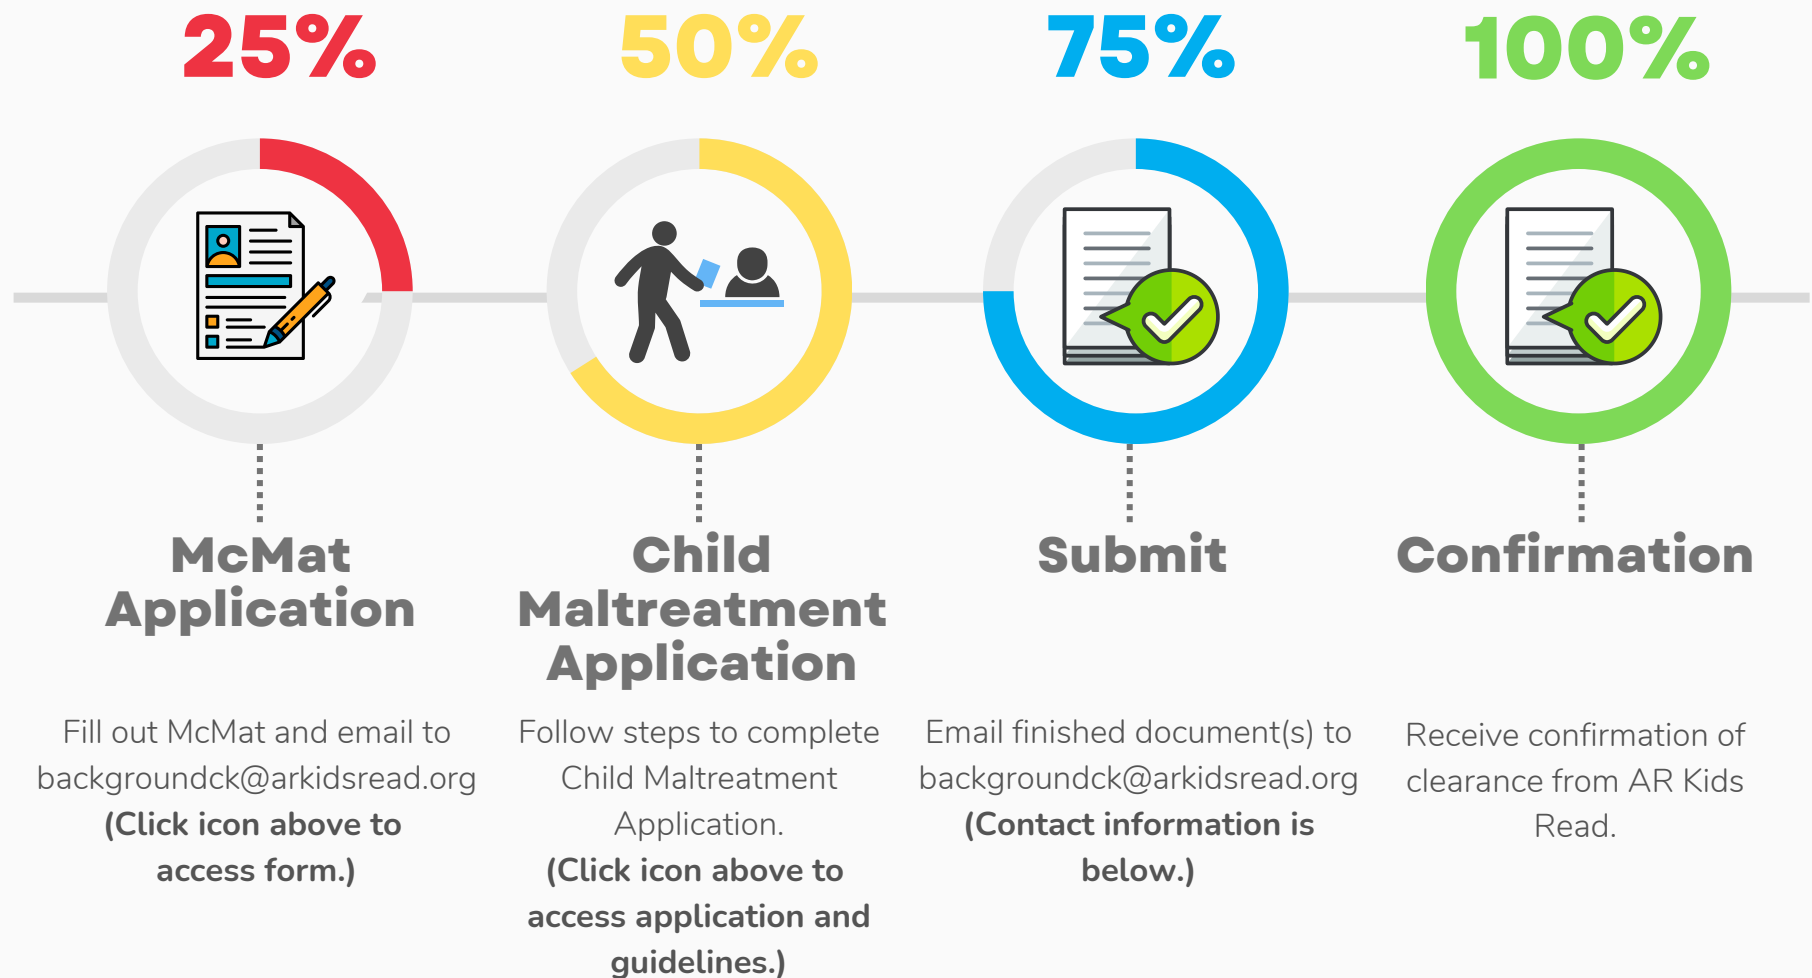 25%
50%
75%
100%
McMat
Application
Child
Maltreatment
Application
Submit
Confirmation
Fill out McMat and email to
backgroundck@arkidsread.org
(Click icon above to
access form.)
Follow steps to complete
Child Maltreatment
Application.
(Click icon above to
access application and
guidelines.)
Email finished document(s) to
backgroundck@arkidsread.org
(Contact information is
below.)
Receive confirmation of
clearance from AR Kids
Read.